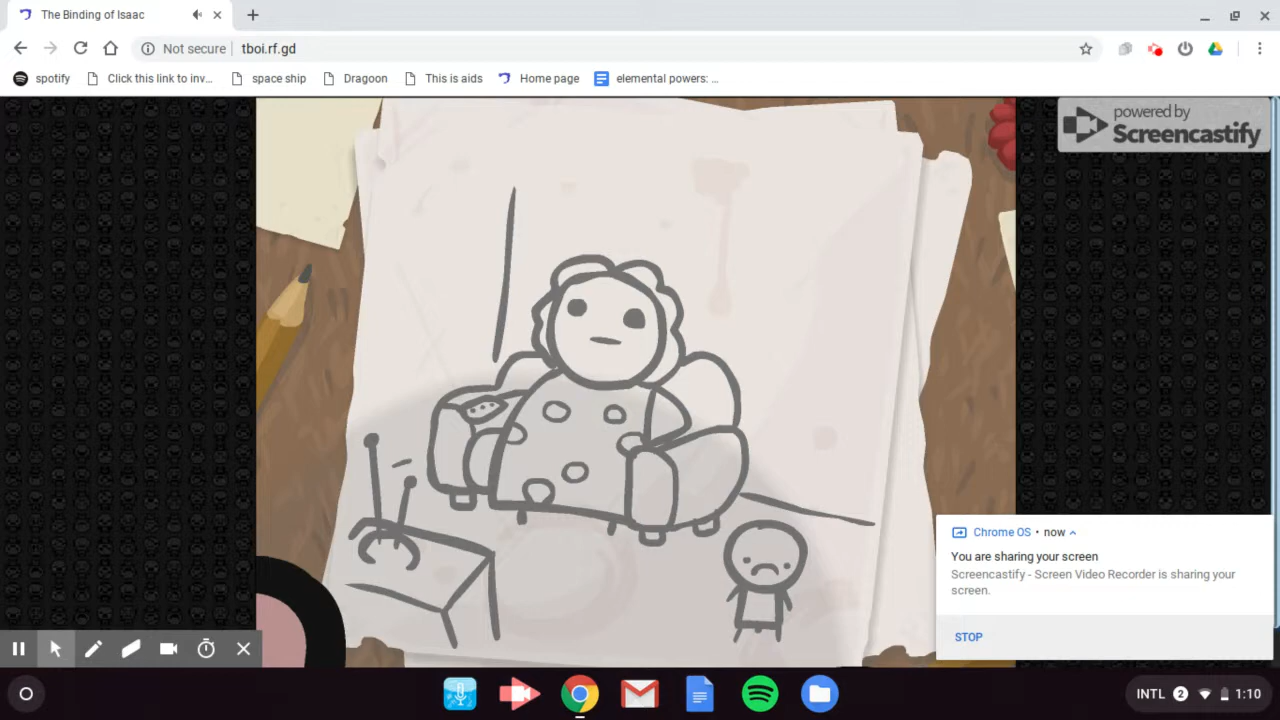 The Binding of Isaac
Not secure tboi.rf.gd
spotify Click this link to inv... space ship Dragoon This is aids Home page elemental powers: ...
powered by
Screencastify
Chrome OS • now
You are sharing your screen
Screencastify - Screen Video Recorder is sharing your
screen.
STOP
INTL 2 1:10